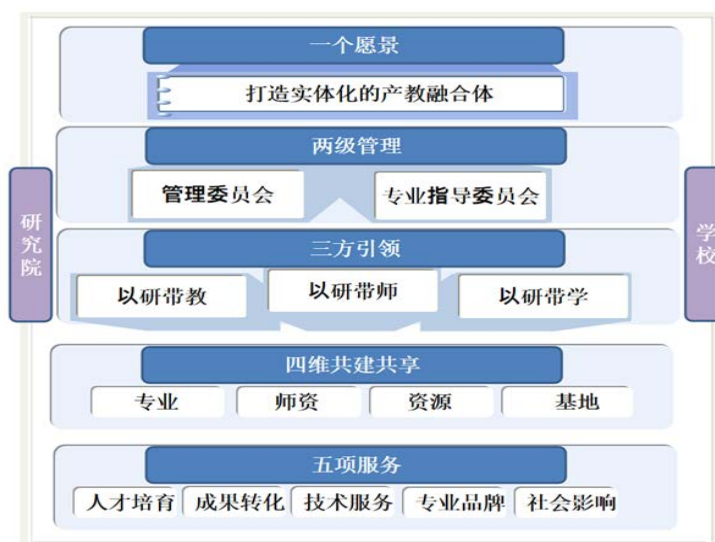 一个愿景
打造实体化的产教融合体
两级管理
管理委员会 专业指导委员会
研究院
学校
三方引领
以研带教 以研带师 以研带学
四维共建共享
专业 师资 资源 基地
五项服务
人才培育 成果转化 技术服务 专业品牌 社会影响